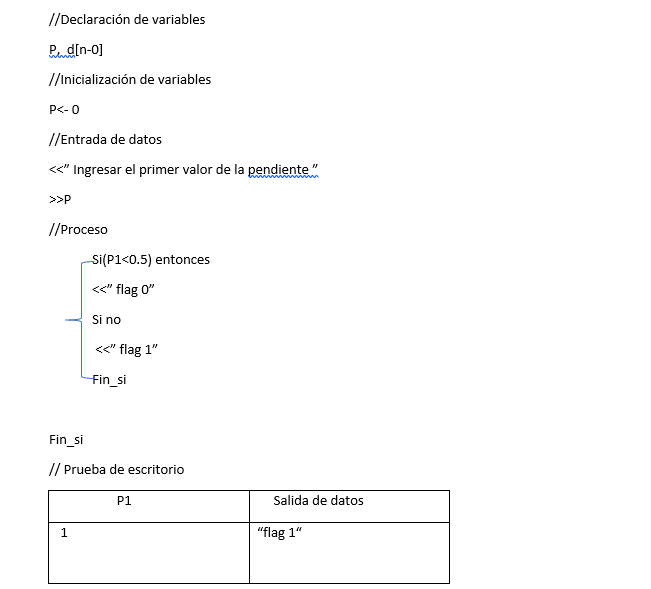 //Declaración de variables
P, d[n-0]
//Inicialización de variables
P<- 0
//Entrada de datos
<<” Ingresar el primer valor de la pendiente ”
>>P
//Proceso
Si(P1<0.5) entonces
<<” flag 0”
Si no
<<” flag 1”
Fin_si
Fin_si
// Prueba de escritorio
P1 Salida de datos
1 “flag 1“